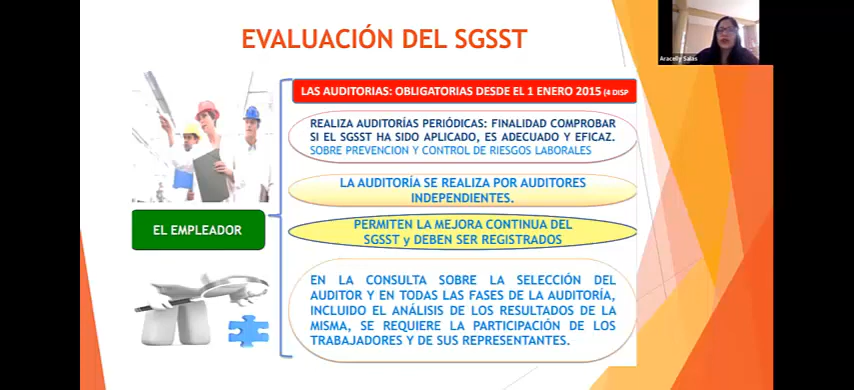 EVALUACIÓN DEL SGSST
Aracelly Salas
LAS AUDITORIAS: OBLIGATORIAS DESDE EL 1 ENERO 2015 (4 DISP
REALIZA AUDITORÍAS PERIÓDICAS: FINALIDAD COMPROBAR
SI EL SGSST HA SIDO APLICADO, ES ADECUADO Y EFICAZ.
SOBRE PREVENCION Y CONTROL DE RIESGOS LABORALES
LA AUDITORÍA SE REALIZA POR AUDITORES
INDEPENDIENTES.
EL EMPLEADOR
PERMITEN LA MEJORA CONTINUA DEL
SGSST y DEBEN SER REGISTRADOS
EN LA CONSULTA SOBRE LA SELECCIÓN DEL
AUDITOR Y EN TODAS LAS FASES DE LA AUDITORÍA,
INCLUIDO EL ANÁLISIS DE LOS RESULTADOS DE LA
MISMA, SE REQUIERE LA PARTICIPACIÓN DE LOS
TRABAJADORES Y DE SUS REPRESENTANTES.